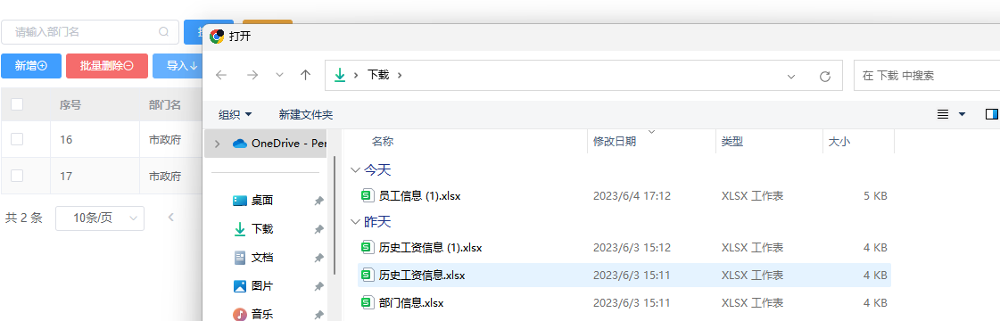 请输入部门名
新增
批量删除
导入
序号 部门名
16 市政府
17 市政府
共 2 条 10条/页
打开
下载
在 下载 中搜索
组织 新建文件夹
OneDrive - Per
桌面
下载
文档
图片
音乐
名称 修改日期 类型 大小
今天
员工信息 (1).xlsx 2023/6/4 17:12 XLSX 工作表 5 KB
昨天
历史工资信息 (1).xlsx 2023/6/3 15:12 XLSX 工作表 4 KB
历史工资信息.xlsx 2023/6/3 15:11 XLSX 工作表 4 KB
部门信息.xlsx 2023/6/3 15:11 XLSX 工作表 4 KB